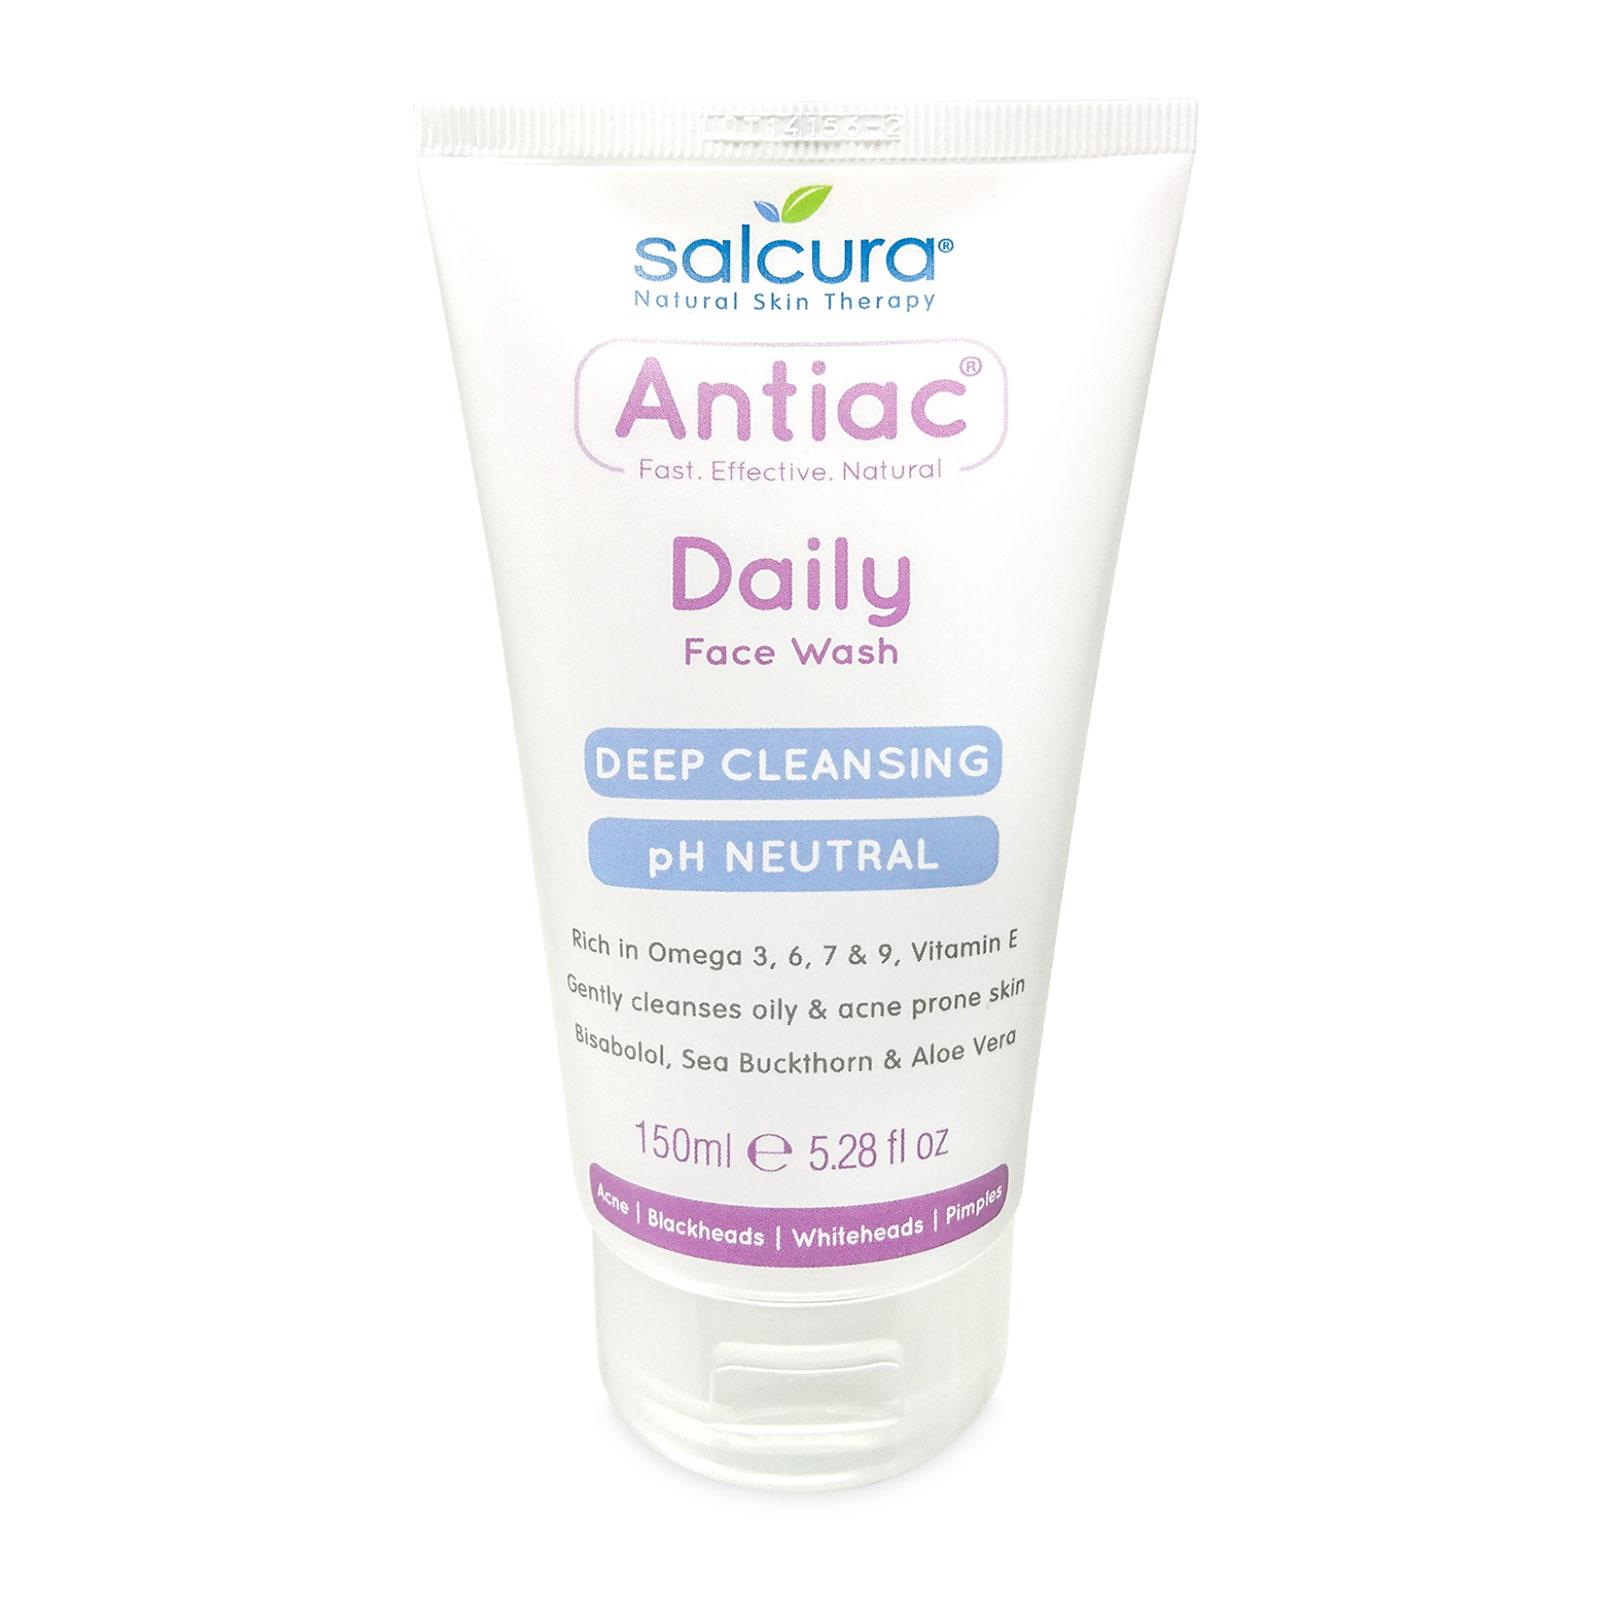 LOT14156-2
salcura®
Natural Skin Therapy
Antiac®
Fast. Effective. Natural
Daily
Face Wash
DEEP CLEANSING
pH NEUTRAL
Rich in Omega 3, 6, 7 & 9, Vitamin E
Gently cleanses oily & acne prone skin
Bisabolol, Sea Buckthorn & Aloe Vera
150ml ℮ 5.28 fl oz
Acne | Blackheads | Whiteheads | Pimples